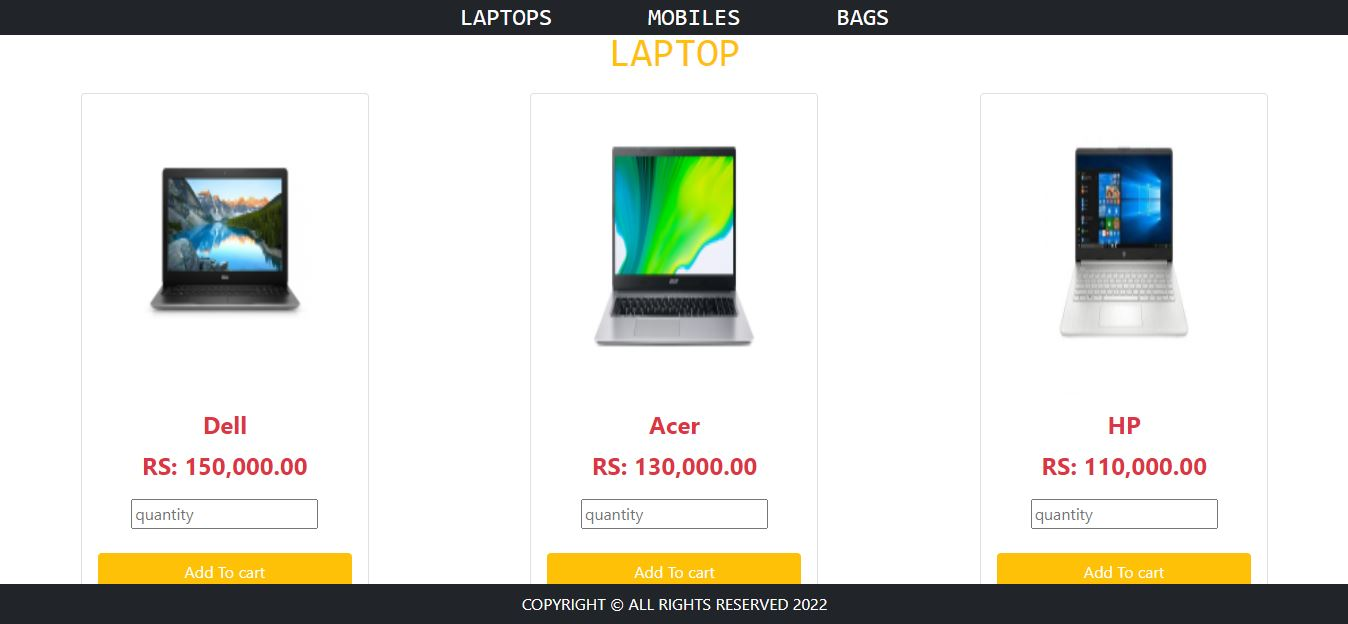 LAPTOPS MOBILES BAGS
LAPTOP
Dell
RS: 150,000.00
quantity
Add To cart
Acer
RS: 130,000.00
quantity
Add To cart
HP
RS: 110,000.00
quantity
Add To cart
COPYRIGHT © ALL RIGHTS RESERVED 2022